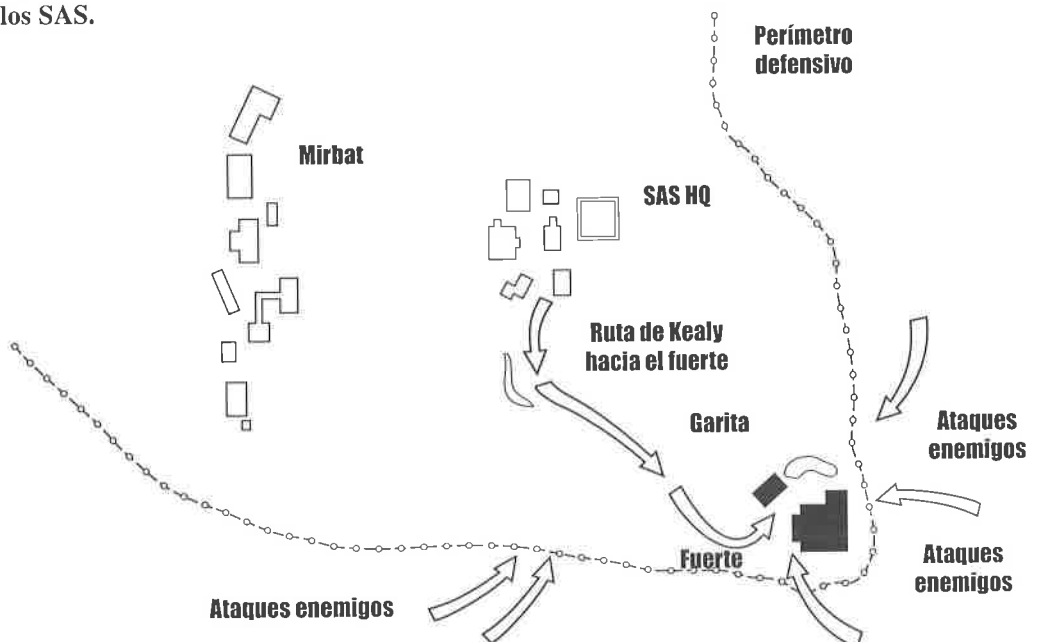 los SAS.
Perímetro
defensivo
Mirbat
SAS HQ
Ruta de Kealy
hacia el fuerte
Garita
Ataques
enemigos
Fuerte
Ataques
enemigos
Ataques enemigos